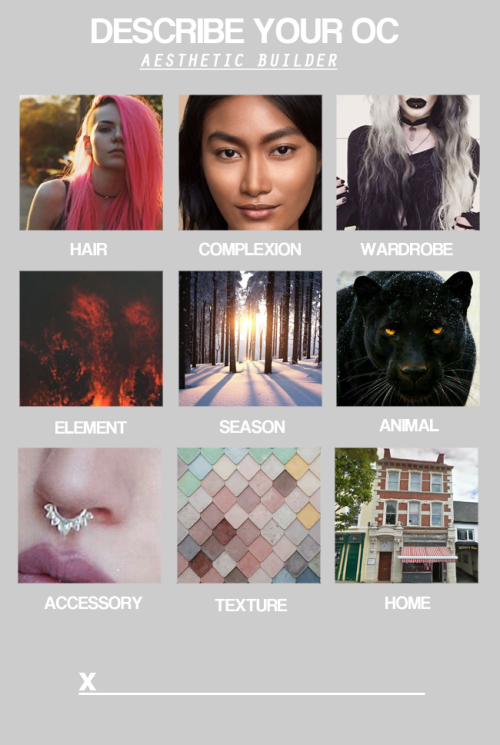 DESCRIBE YOUR OC
AESTHETIC BUILDER
HAIR
COMPLEXION
WARDROBE
ELEMENT
SEASON
ANIMAL
ACCESSORY
TEXTURE
HOME
X